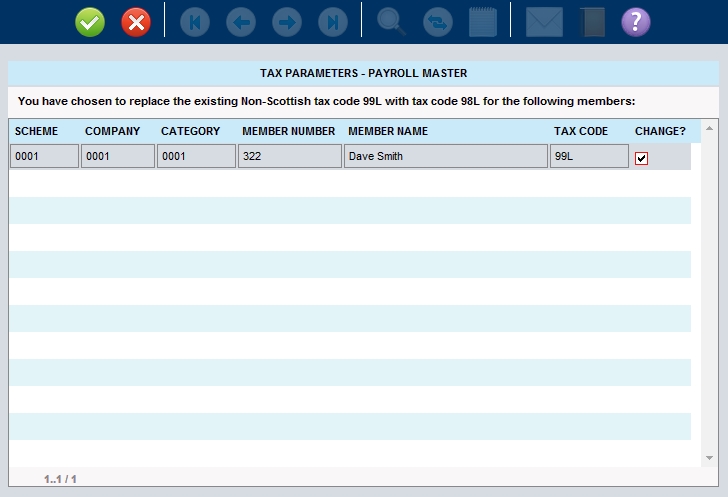 TAX PARAMETERS - PAYROLL MASTER
You have chosen to replace the existing Non-Scottish tax code 99L with tax code 98L for the following members:
SCHEME COMPANY CATEGORY MEMBER NUMBER MEMBER NAME TAX CODE CHANGE?
0001 0001 0001 322 Dave Smith 99L
1..1 / 1